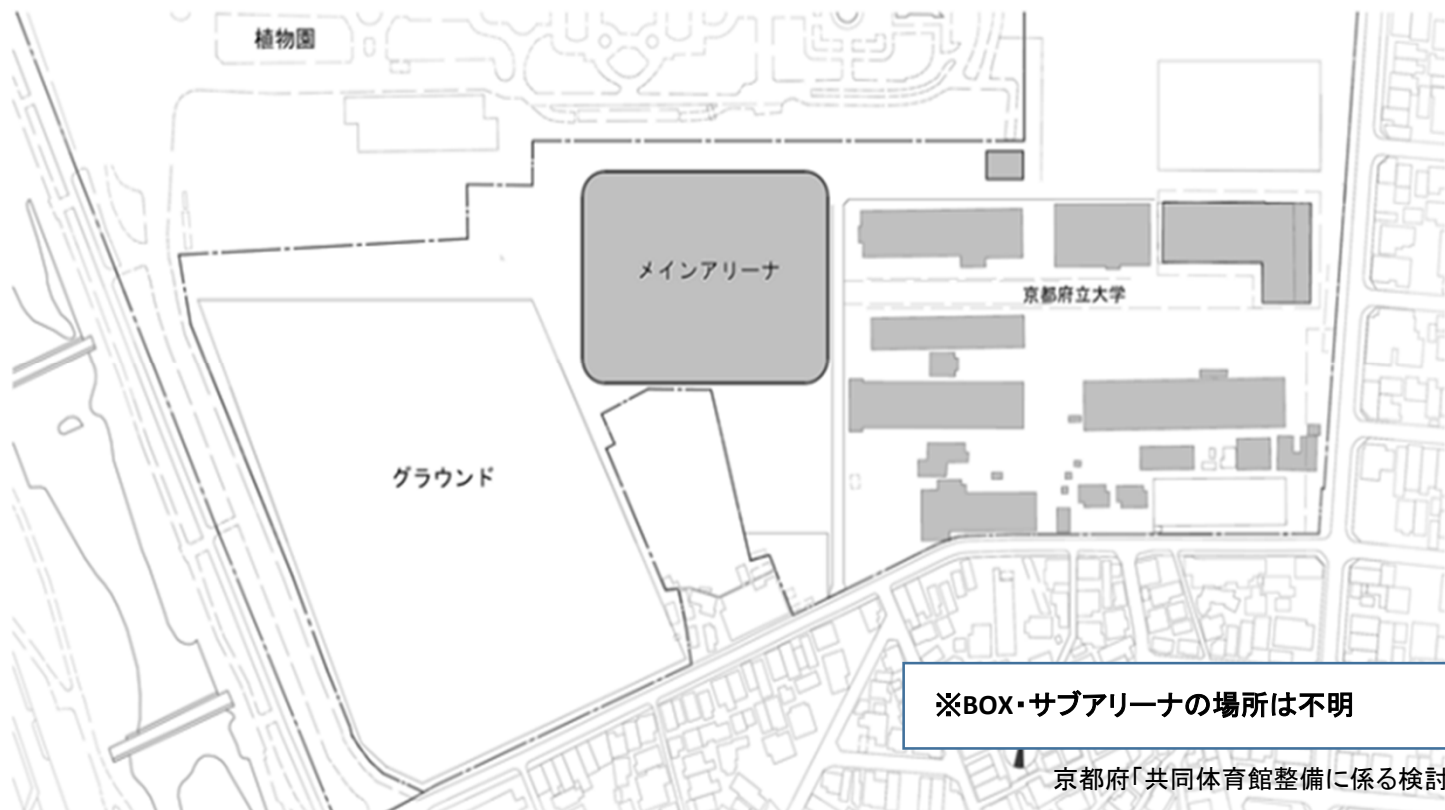 植物園
メインアリーナ
京都府立大学
グラウンド
※BOX・サブアリーナの場所は不明
京都府「共同体育館整備に係る検討